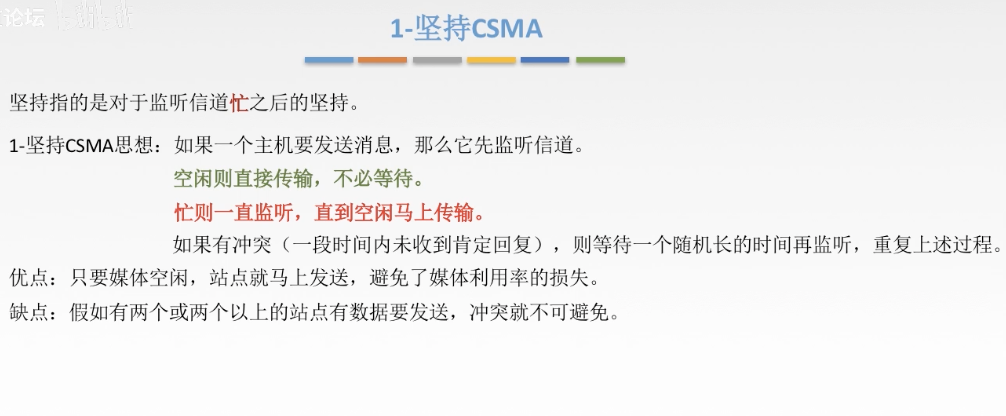 论坛
1-坚持CSMA
坚持指的是对于监听信道忙之后的坚持。
1-坚持CSMA思想：如果一个主机要发送消息，那么它先监听信道。
空闲则直接传输，不必等待。
忙则一直监听，直到空闲马上传输。
如果有冲突（一段时间内未收到肯定回复），则等待一个随机长的时间再监听，重复上述过程。
优点：只要媒体空闲，站点就马上发送，避免了媒体利用率的损失。
缺点：假如有两个或两个以上的站点有数据要发送，冲突就不可避免。